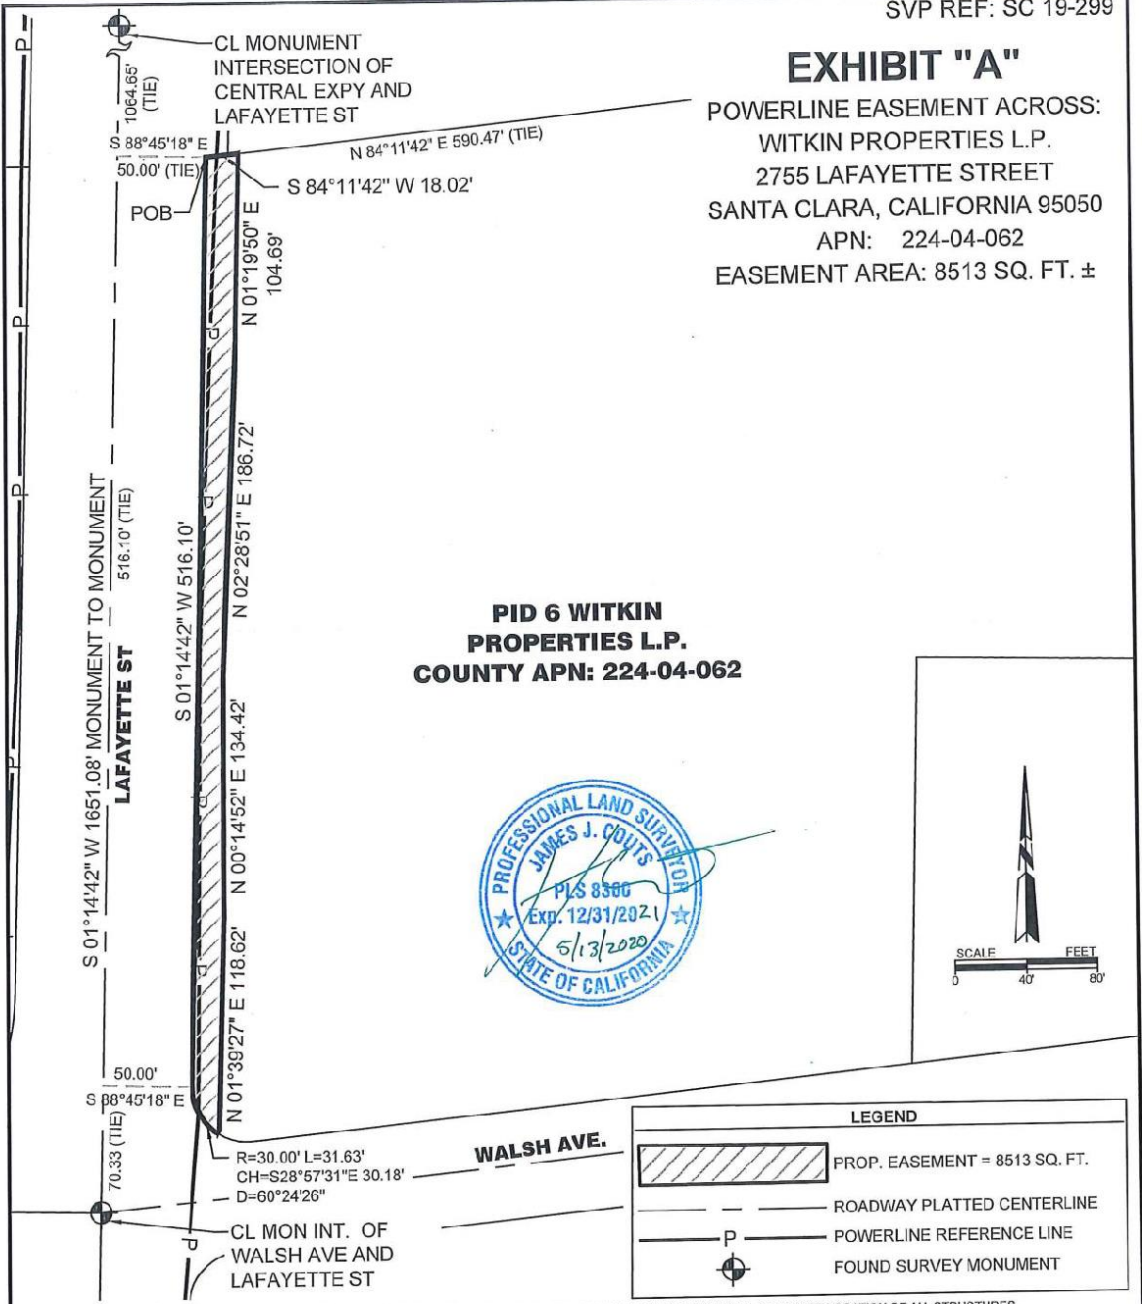 SVP REF: SC 19-299
EXHIBIT "A"
POWERLINE EASEMENT ACROSS:
WITKIN PROPERTIES L.P.
2755 LAFAYETTE STREET
SANTA CLARA, CALIFORNIA 95050
APN: 224-04-062
EASEMENT AREA: 8513 SQ. FT. ±
CL MONUMENT
INTERSECTION OF
CENTRAL EXPY AND
LAFAYETTE ST
1064.65'
(TIE)
S 88°45'18" E
50.00' (TIE)
N 84°11'42" E 590.47' (TIE)
S 84°11'42" W 18.02'
POB
N 01°19'50" E
104.69'
N 02°28'51" E 186.72'
S 01°14'42" W 516.10'
516.10' (TIE)
S 01°14'42" W 1651.08' MONUMENT TO MONUMENT
LAFAYETTE ST
N 00°14'52" E 134.42'
N 01°39'27" E 118.62'
P
P
P
P
P
P
P
P
P
PID 6 WITKIN
PROPERTIES L.P.
COUNTY APN: 224-04-062
PROFESSIONAL LAND SURVEYOR
JAMES J. COUTS
Exp. 12/31/2021
5/13/2020
STATE OF CALIFORNIA
SCALE FEET
0 40' 80'
50.00'
S 88°45'18" E
70.33 (TIE)
R=30.00' L=31.63'
CH=S28°57'31"E 30.18'
D=60°24'26"
WALSH AVE.
CL MON INT. OF
WALSH AVE AND
LAFAYETTE ST
LEGEND
PROP. EASEMENT = 8513 SQ. FT.
ROADWAY PLATTED CENTERLINE
P POWERLINE REFERENCE LINE
FOUND SURVEY MONUMENT